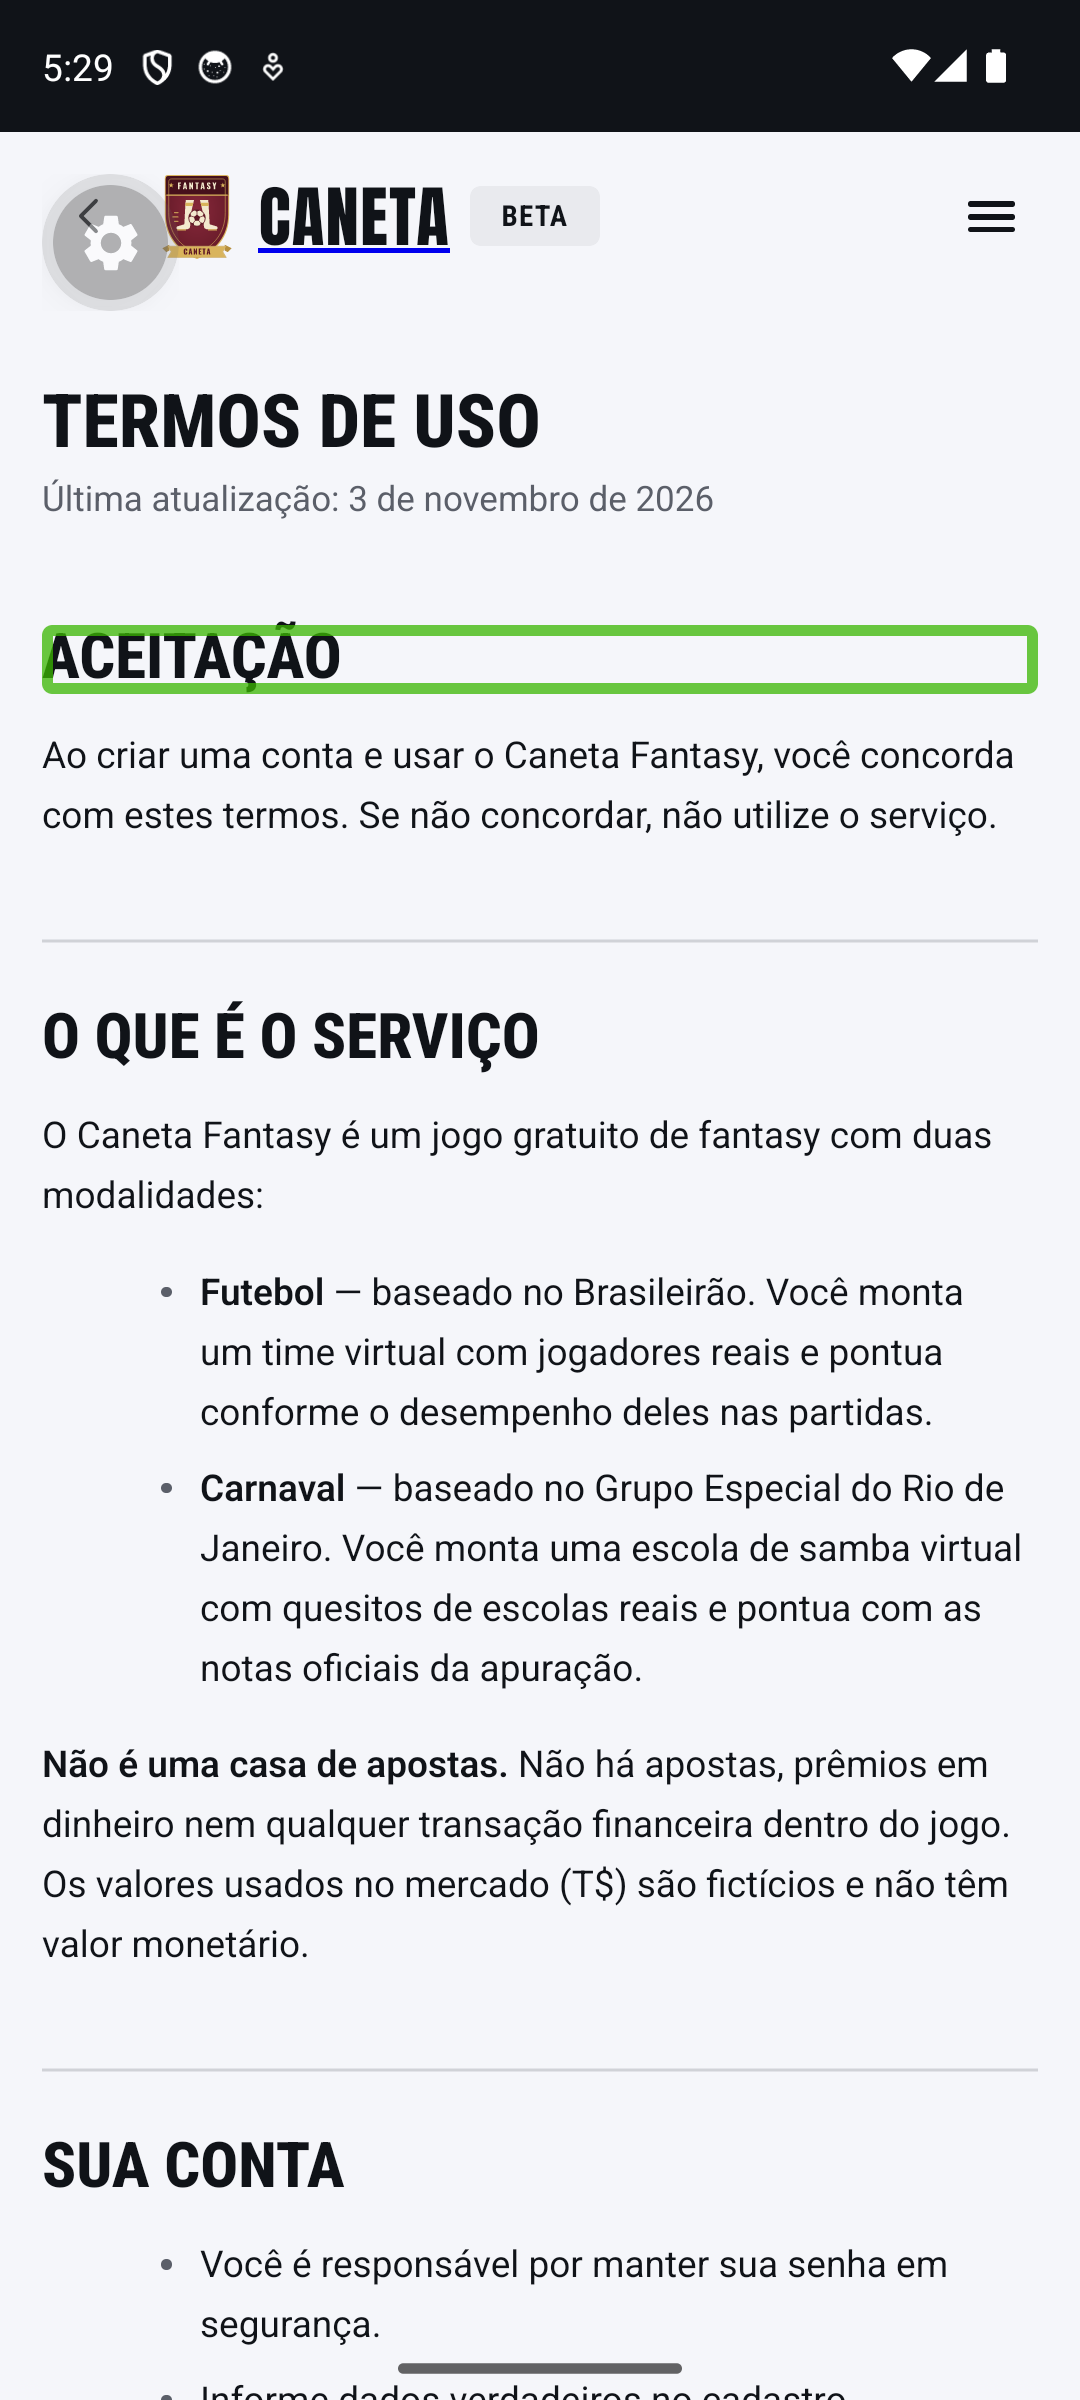 5:29
FANTASY
CANETA
CANETA
BETA
TERMOS DE USO
Última atualização: 3 de novembro de 2026
ACEITAÇÃO
Ao criar uma conta e usar o Caneta Fantasy, você concorda
com estes termos. Se não concordar, não utilize o serviço.
O QUE É O SERVIÇO
O Caneta Fantasy é um jogo gratuito de fantasy com duas
modalidades:
• Futebol — baseado no Brasileirão. Você monta
um time virtual com jogadores reais e pontua
conforme o desempenho deles nas partidas.
• Carnaval — baseado no Grupo Especial do Rio de
Janeiro. Você monta uma escola de samba virtual
com quesitos de escolas reais e pontua com as
notas oficiais da apuração.
Não é uma casa de apostas. Não há apostas, prêmios em
dinheiro nem qualquer transação financeira dentro do jogo.
Os valores usados no mercado (T$) são fictícios e não têm
valor monetário.
SUA CONTA
• Você é responsável por manter sua senha em
segurança.
• Informe dados verdadeiros no cadastro